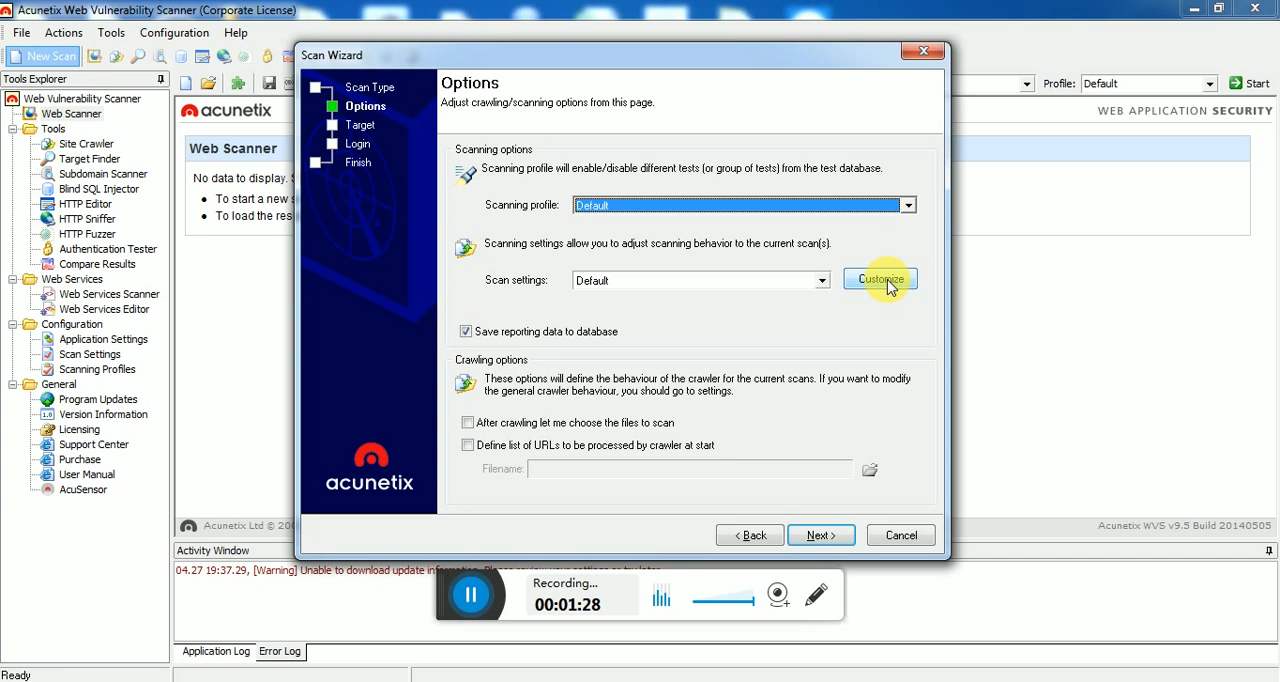 Acunetix Web Vulnerability Scanner (Corporate License)
File Actions Tools Configuration Help
New Scan
Tools Explorer
Web Vulnerability Scanner
Web Scanner
Tools
Site Crawler
Target Finder
Subdomain Scanner
Blind SQL Injector
HTTP Editor
HTTP Sniffer
HTTP Fuzzer
Authentication Tester
Compare Results
Web Services
Web Services Scanner
Web Services Editor
Configuration
Application Settings
Scan Settings
Scanning Profiles
General
Program Updates
Version Information
Licensing
Support Center
Purchase
User Manual
AcuSensor
Profile: Default Start
acunetix
WEB APPLICATION SECURITY
Web Scanner
No data to display.
To start a new
To load the res
Scan Wizard
Scan Type
Options
Target
Login
Finish
acunetix
Options
Adjust crawling/scanning options from this page.
Scanning options
Scanning profile will enable/disable different tests (or group of tests) from the test database.
Scanning profile: Default
Scanning settings allow you to adjust scanning behavior to the current scan(s).
Scan settings: Default Customize
Save reporting data to database
Crawling options
These options will define the behaviour of the crawler for the current scans. If you want to modify
the general crawler behaviour, you should go to settings.
After crawling let me choose the files to scan
Define list of URLs to be processed by crawler at start
Filename:
< Back Next > Cancel
Acunetix Ltd ©
Acunetix WVS v9.5 Build 20140505
Activity Window
04.27 19:37.29, [Warning] Unable to download update
Recording...
00:01:28
Application Log Error Log
Ready